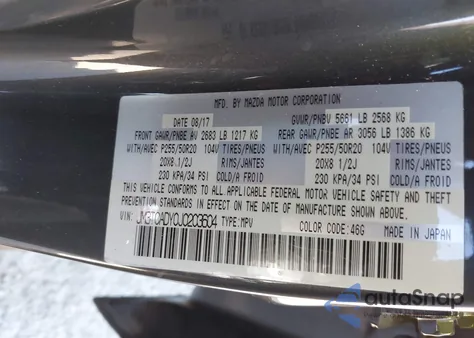 MFD. BY MAZDA MOTOR CORPORATION
DATE 08/17 GVWR/PNBV 5661 LB 2568 KG
FRONT GAWR/PNBE AV 2683 LB 1217 KG REAR GAWR/PNBE AR 3056 LB 1386 KG
WITH/AVEC P255/50R20 104V TIRES/PNEUS WITH/AVEC P255/50R20 104V TIRES/PNEUS
20X8 1/2J RIMS/JANTES 20X8 1/2J RIMS/JANTES
230 KPA/34 PSI COLD/A FROID 230 KPA/34 PSI COLD/A FROID
THIS VEHICLE CONFORMS TO ALL APPLICABLE FEDERAL MOTOR VEHICLE SAFETY AND THEFT
PREVENTION STANDARDS IN EFFECT ON THE DATE OF MANUFACTURE SHOWN ABOVE.
VIN: JM3TCADY0J0203604 TYPE:MPV COLOR CODE:46G MADE IN JAPAN
autoSnap